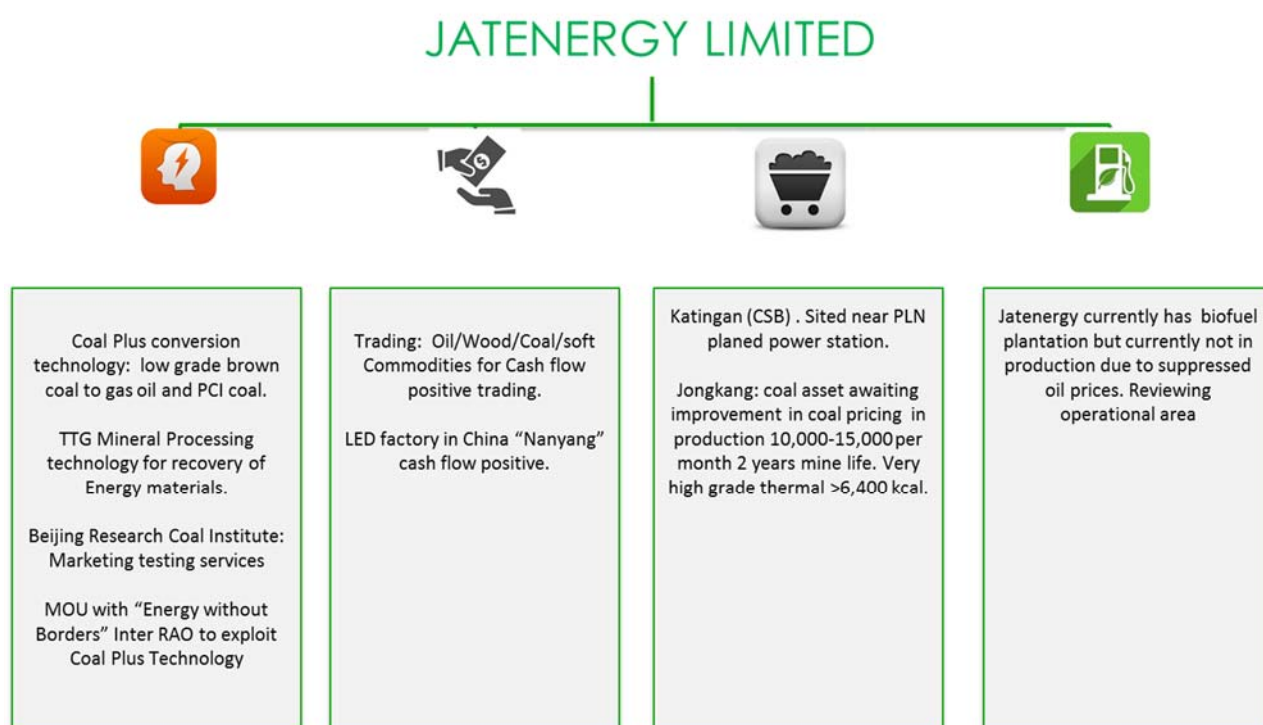 JATENERGY LIMITED
Coal Plus conversion
technology: low grade brown
coal to gas oil and PCI coal.
TTG Mineral Processing
technology for recovery of
Energy materials.
Beijing Research Coal Institute:
Marketing testing services
MOU with “Energy without
Borders” Inter RAO to exploit
Coal Plus Technology
Trading: Oil/Wood/Coal/soft
Commodities for Cash flow
positive trading.
LED factory in China “Nanyang”
cash flow positive.
Katingan (CSB) . Sited near PLN
planed power station.
Jongkang: coal asset awaiting
improvement in coal pricing in
production 10,000-15,000 per
month 2 years mine life. Very
high grade thermal >6,400 kcal.
Jatenergy currently has biofuel
plantation but currently not in
production due to suppressed
oil prices. Reviewing
operational area